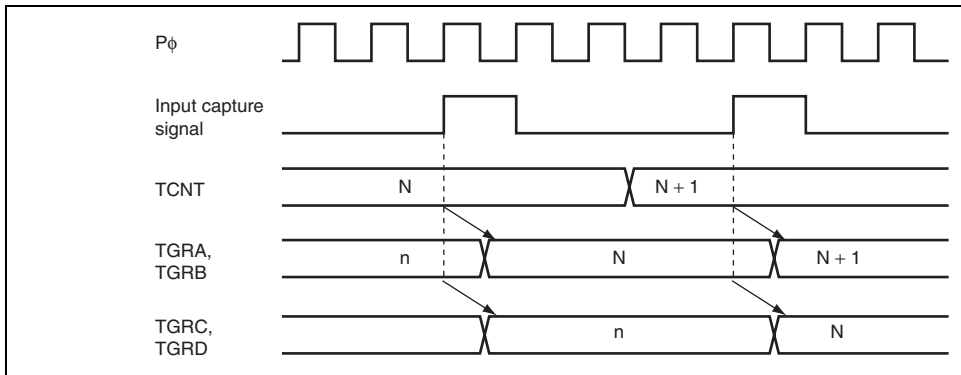 Pϕ
Input capture
signal
TCNT
N
N + 1
TGRA,
TGRB
n
N
N + 1
TGRC,
TGRD
n
N